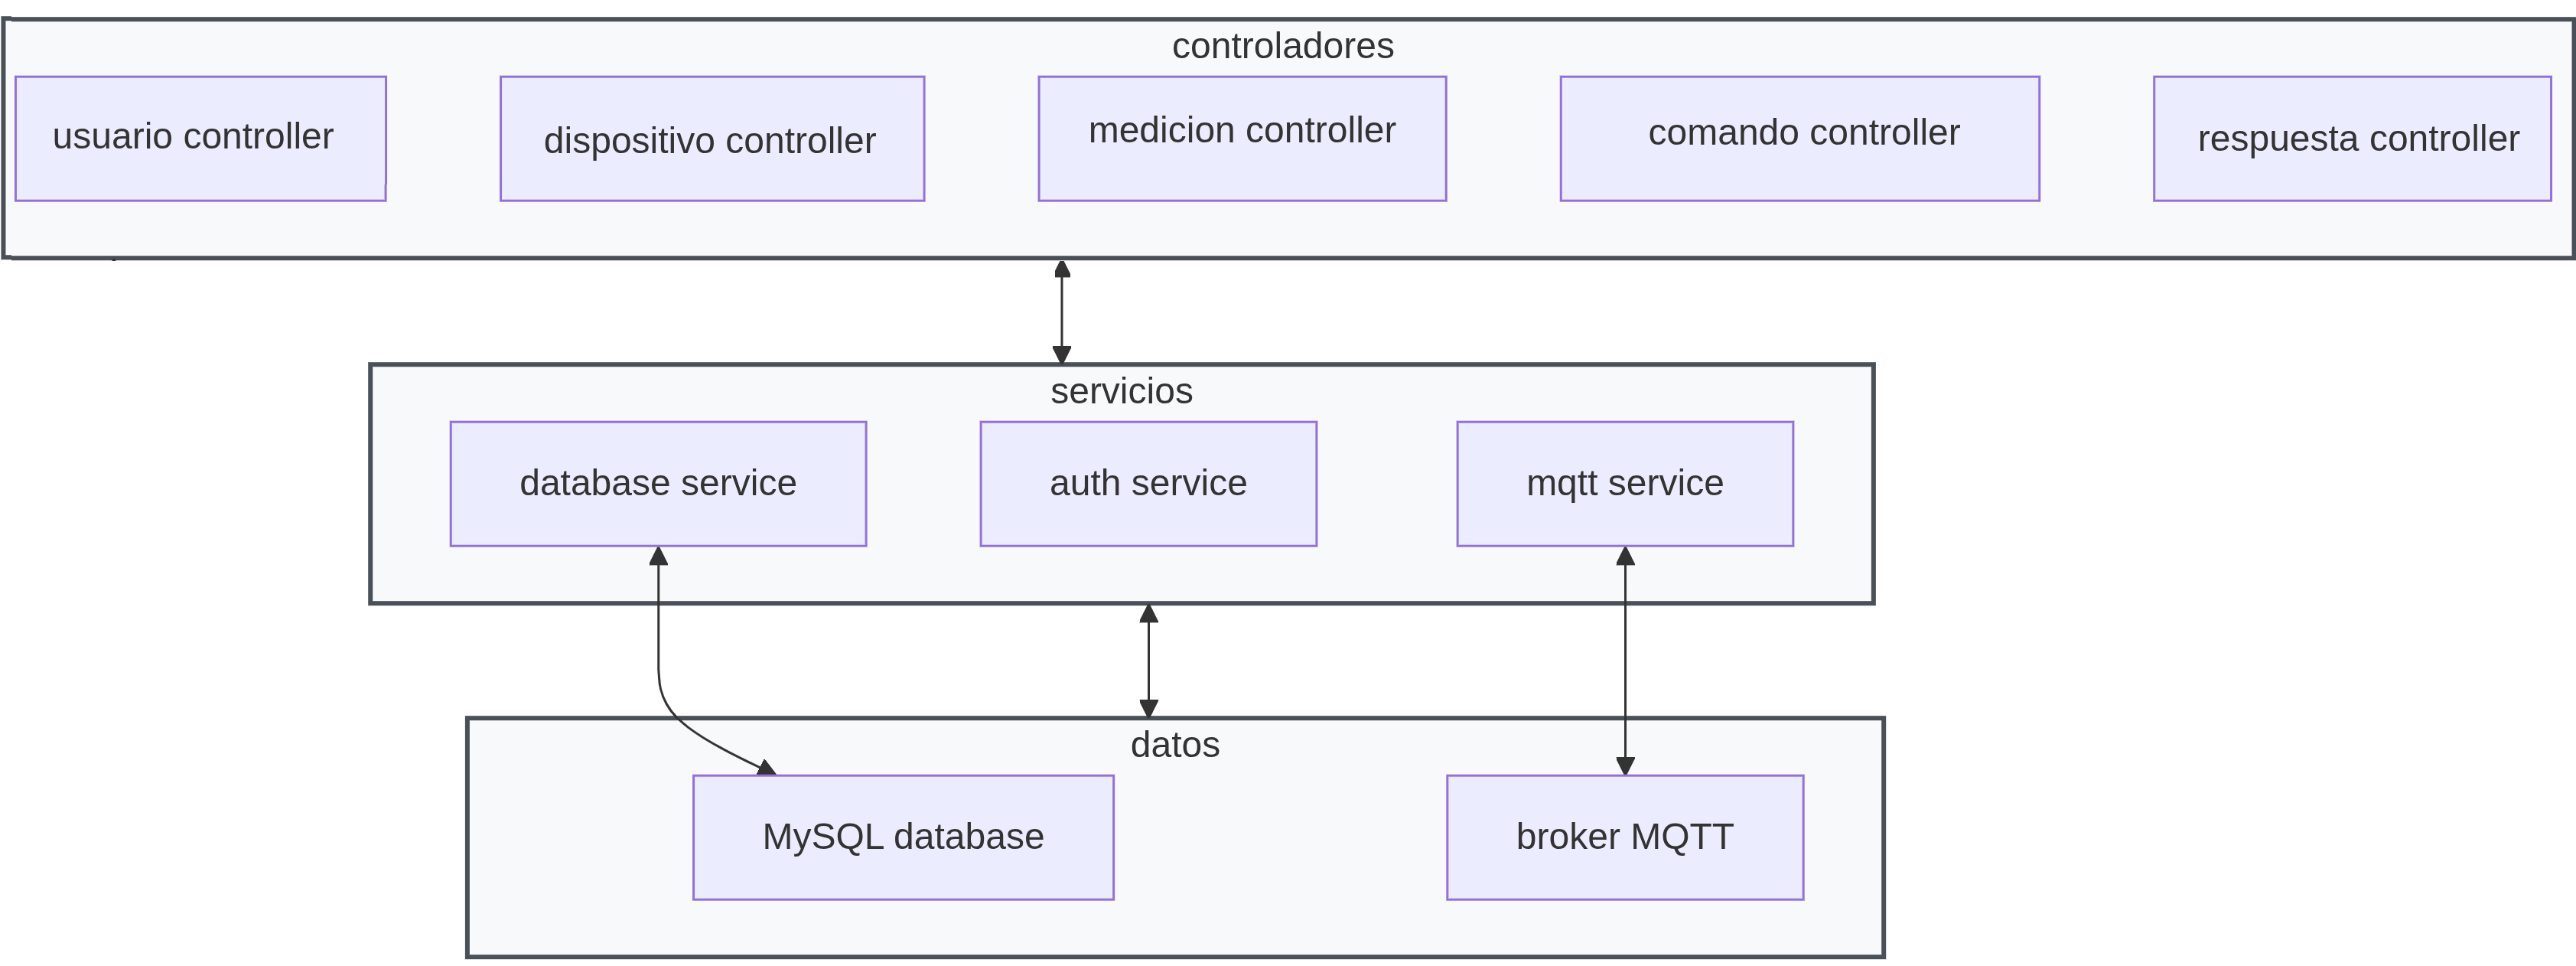 controladores
usuario controller
dispositivo controller
medicion controller
comando controller
respuesta controller
servicios
database service
auth service
mqtt service
datos
MySQL database
broker MQTT